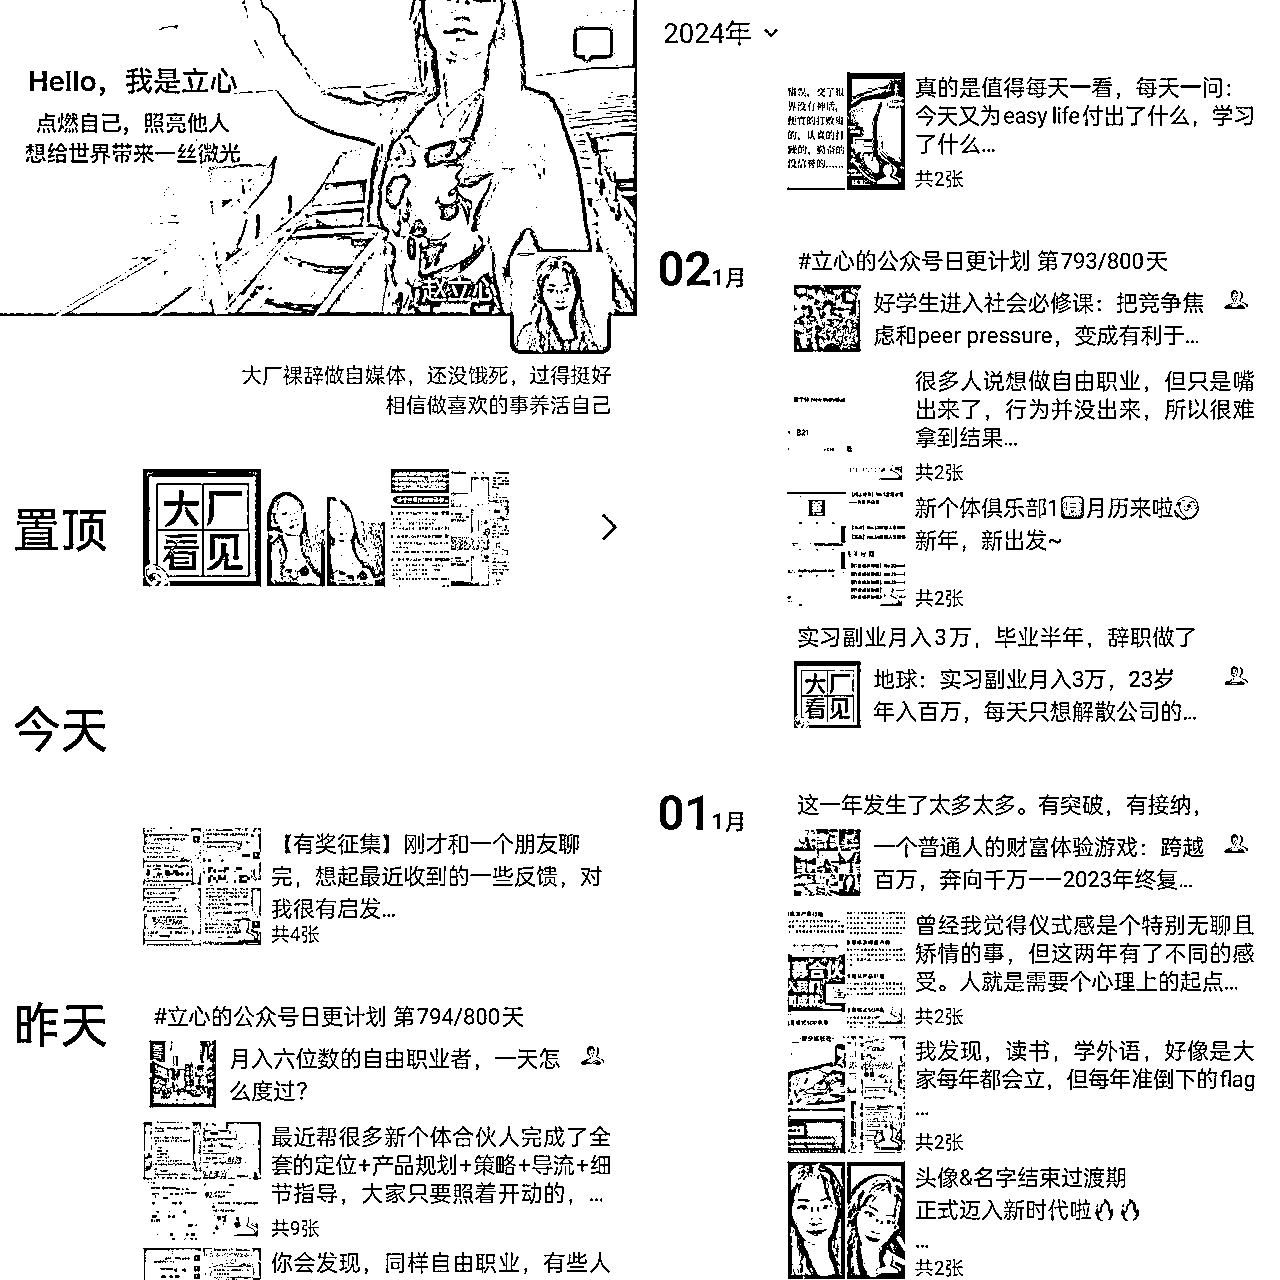 Hello，我是立心
点燃自己，照亮他人
想给世界带来一丝微光
赵立心
大厂裸辞做自媒体，还没饿死，过得挺好
相信做喜欢的事养活自己
置顶
大厂
看见
今天
【有奖征集】刚才和一个朋友聊
完，想起最近收到的一些反馈，对
我很有启发...
共4张
昨天
#立心的公众号日更计划 第794/800天
月入六位数的自由职业者，一天怎
么度过？
最近帮很多新个体合伙人完成了全
套的定位+产品规划+策略+导流+细
节指导，大家只要照着开动的，...
共9张
你会发现，同样自由职业，有些人
2024年
真的是值得每天一看，每天一问：
今天又为easy life付出了什么，学习
了什么...
共2张
02 1月
#立心的公众号日更计划 第793/800天
好学生进入社会必修课：把竞争焦
虑和peer pressure，变成有利于...
很多人说想做自由职业，但只是嘴
出来了，行为并没出来，所以很难
拿到结果...
共2张
新个体俱乐部1月历来啦
新年，新出发~
共2张
实习副业月入3万，毕业半年，辞职做了
大厂
看见
地球：实习副业月入3万，23岁
年入百万，每天只想解散公司的...
01 1月
这一年发生了太多太多。有突破，有接纳，
一个普通人的财富体验游戏：跨越
百万，奔向千万——2023年终复...
曾经我觉得仪式感是个特别无聊且
矫情的事，但这两年有了不同的感
受。人就是需要个心理上的起点...
共2张
我发现，读书，学外语，好像是大
家每年都会立，但每年准倒下的flag
...
共2张
头像&名字结束过渡期
正式迈入新时代啦🔥🔥
...
共2张